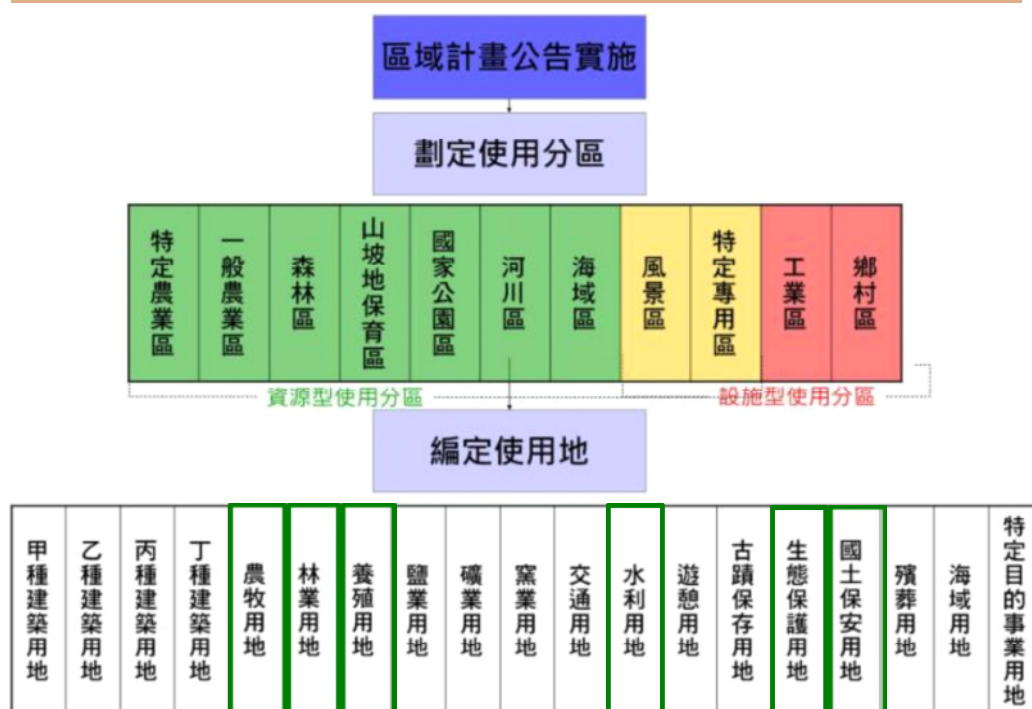 區域計畫公告實施
劃定使用分區
特定農業區
一般農業區
森林區
山坡地保育區
國家公園區
河川區
海域區
風景區
特定專用區
工業區
鄉村區
資源型使用分區
設施型使用分區
編定使用地
甲種建築用地
乙種建築用地
丙種建築用地
丁種建築用地
農牧用地
林業用地
養殖用地
鹽業用地
礦業用地
窯業用地
交通用地
水利用地
遊憩用地
古蹟保存用地
生態保護用地
國土保安用地
殯葬用地
海域用地
特定目的事業用地